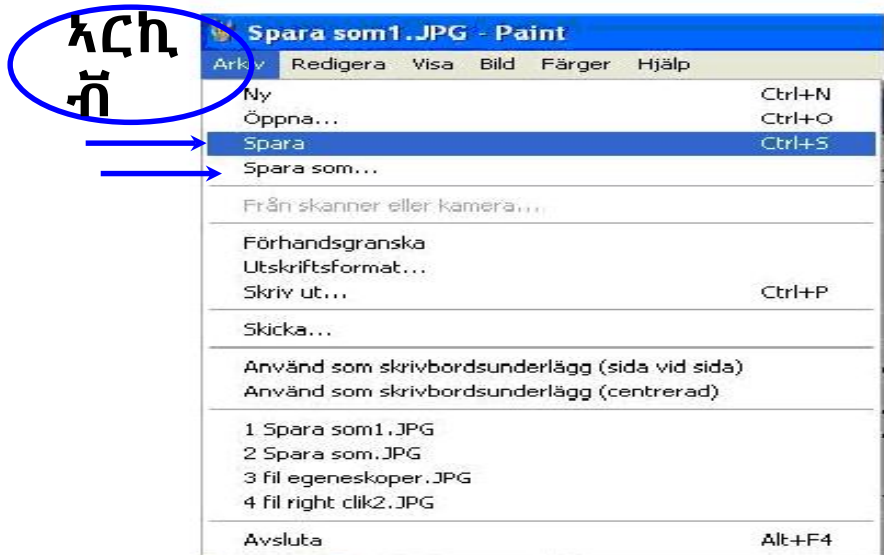 ኣርኪ
ቭ
Spara som1.JPG - Paint
Arkiv Redigera Visa Bild Färger Hjälp
Ny Ctrl+N
Öppna... Ctrl+O
Spara Ctrl+S
Spara som...
Från skanner eller kamera...
Förhandsgranska
Utskriftsformat...
Skriv ut... Ctrl+P
Skicka...
Använd som skrivbordsunderlägg (sida vid sida)
Använd som skrivbordsunderlägg (centrerad)
1 Spara som1.JPG
2 Spara som.JPG
3 fil egeneskoper.JPG
4 fil right clik2.JPG
Avsluta Alt+F4